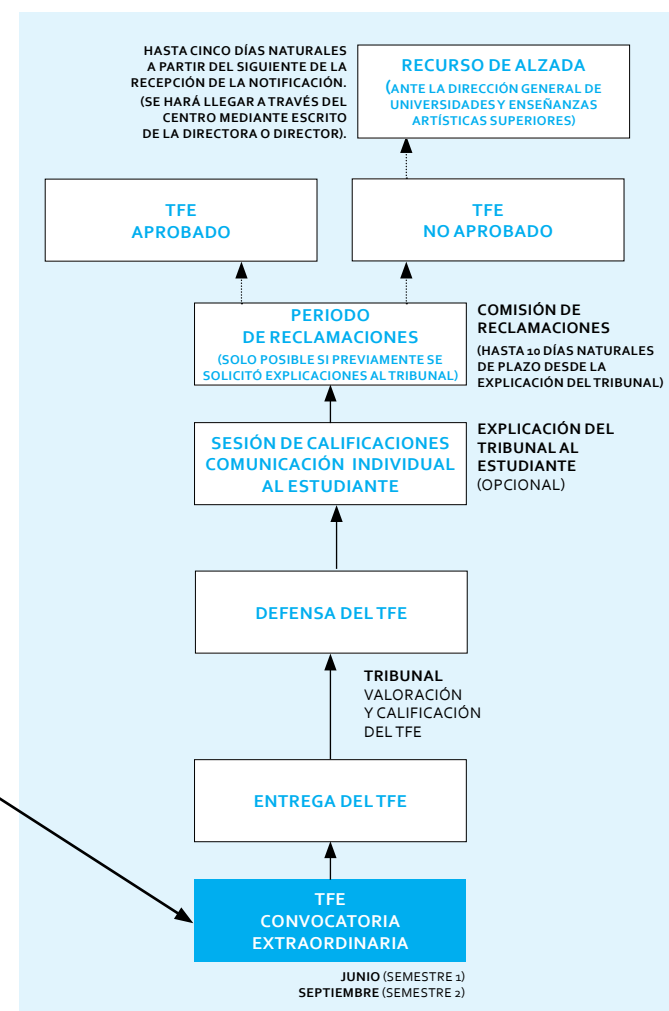 HASTA CINCO DÍAS NATURALES
A PARTIR DEL SIGUIENTE DE LA
RECEPCIÓN DE LA NOTIFICACIÓN.
(SE HARÁ LLEGAR A TRAVÉS DEL
CENTRO MEDIANTE ESCRITO
DE LA DIRECTORA O DIRECTOR).
RECURSO DE ALZADA
(ANTE LA DIRECCIÓN GENERAL DE
UNIVERSIDADES Y ENSEÑANZAS
ARTÍSTICAS SUPERIORES)
TFE
APROBADO
TFE
NO APROBADO
PERIODO
DE RECLAMACIONES
(SOLO POSIBLE SI PREVIAMENTE SE
SOLICITÓ EXPLICACIONES AL TRIBUNAL)
COMISIÓN DE
RECLAMACIONES
(HASTA 10 DÍAS NATURALES
DE PLAZO DESDE LA
EXPLICACIÓN DEL TRIBUNAL)
SESIÓN DE CALIFICACIONES
COMUNICACIÓN INDIVIDUAL
AL ESTUDIANTE
EXPLICACIÓN DEL
TRIBUNAL AL
ESTUDIANTE
(OPCIONAL)
DEFENSA DEL TFE
TRIBUNAL
VALORACIÓN
Y CALIFICACIÓN
DEL TFE
ENTREGA DEL TFE
TFE
CONVOCATORIA
EXTRAORDINARIA
JUNIO (SEMESTRE 1)
SEPTIEMBRE (SEMESTRE 2)